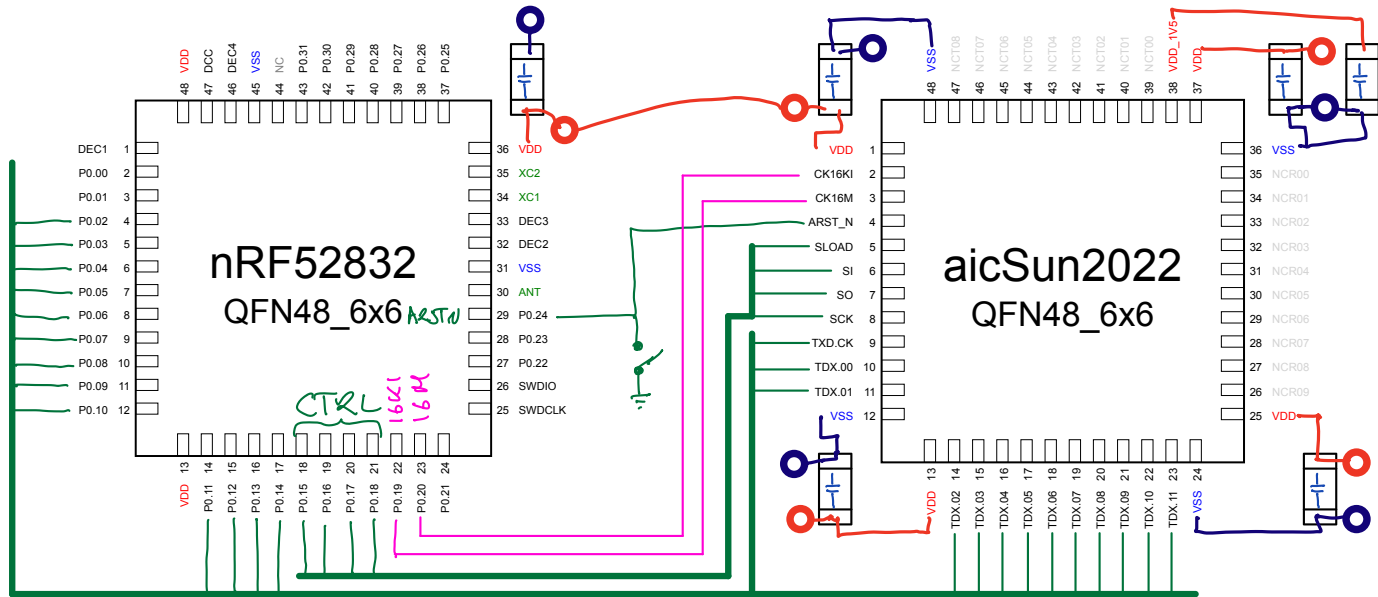 48 VDD
47 DCC
46 DEC4
45 VSS
44 NC
43 P0.31
42 P0.30
41 P0.29
40 P0.28
39 P0.27
38 P0.26
37 P0.25
DEC1 1
P0.00 2
P0.01 3
P0.02 4
P0.03 5
P0.04 6
P0.05 7
P0.06 8
P0.07 9
P0.08 10
P0.09 11
P0.10 12
nRF52832
QFN48_6x6
ARSTN
CTRL
16KI
16M
36 VDD
35 XC2
34 XC1
33 DEC3
32 DEC2
31 VSS
30 ANT
29 P0.24
28 P0.23
27 P0.22
26 SWDIO
25 SWDCLK
VDD 13
P0.11 14
P0.12 15
P0.13 16
P0.14 17
P0.15 18
P0.16 19
P0.17 20
P0.18 21
P0.19 22
P0.20 23
P0.21 24
48 VSS
47 NCT08
46 NCT07
45 NCT06
44 NCT05
43 NCT04
42 NCT03
41 NCT02
40 NCT01
39 NCT00
38 VDD_1V5
37 VDD
VDD 1
CK16KI 2
CK16M 3
ARST_N 4
SLOAD 5
SI 6
SO 7
SCK 8
TXD.CK 9
TDX.00 10
TDX.01 11
VSS 12
aicSun2022
QFN48_6x6
36 VSS
35 NCR00
34 NCR01
33 NCR02
32 NCR03
31 NCR04
30 NCR05
29 NCR06
28 NCR07
27 NCR08
26 NCR09
25 VDD
VDD 13
TDX.02 14
TDX.03 15
TDX.04 16
TDX.05 17
TDX.06 18
TDX.07 19
TDX.08 20
TDX.09 21
TDX.10 22
TDX.11 23
VSS 24